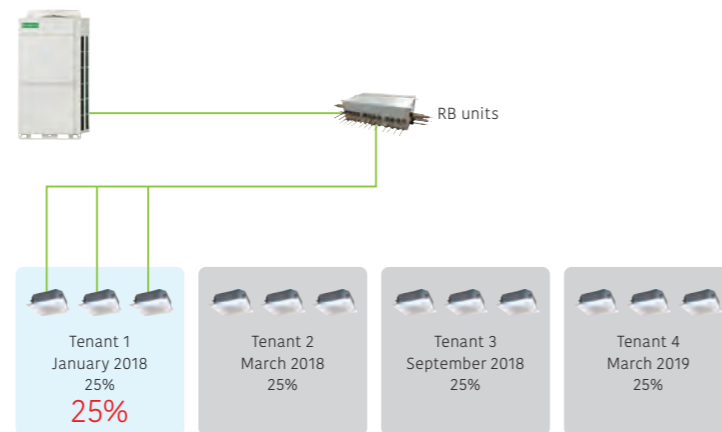 RB units
Tenant 1
January 2018
25%
25%
Tenant 2
March 2018
25%
Tenant 3
September 2018
25%
Tenant 4
March 2019
25%